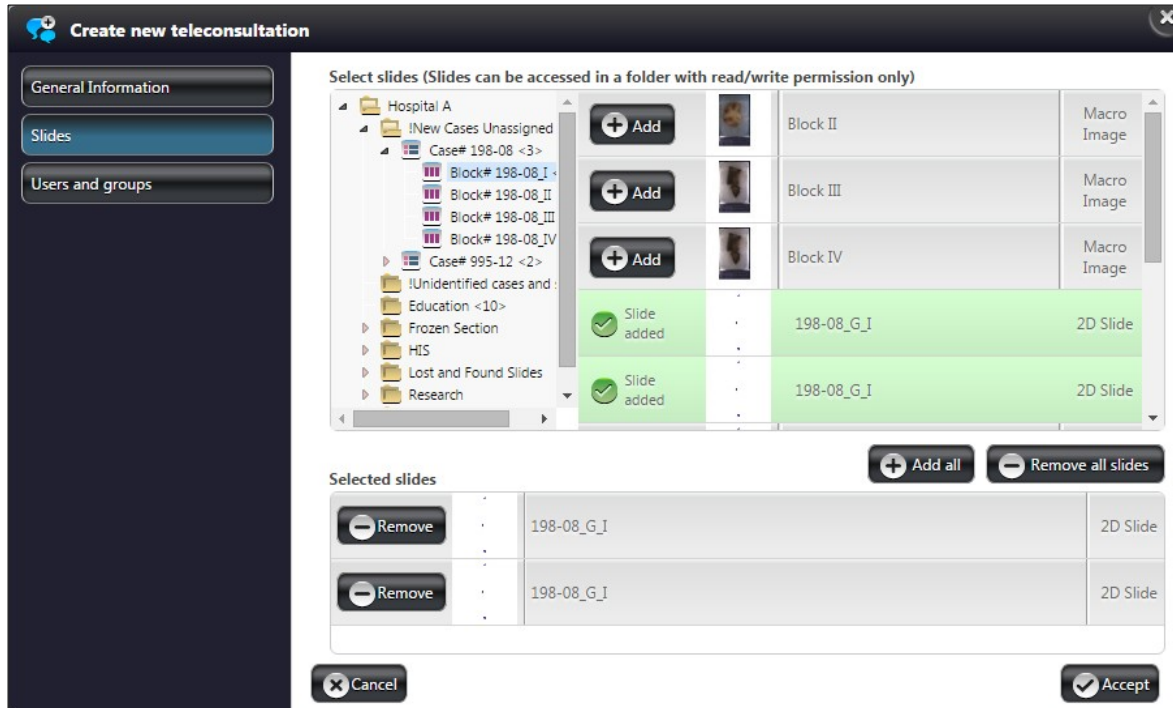 Create new teleconsultation
General Information
Slides
Users and groups
Select slides (Slides can be accessed in a folder with read/write permission only)
Hospital A
!New Cases Unassigned
Case# 198-08 <3>
Block# 198-08_I <
Block# 198-08_II
Block# 198-08_III
Block# 198-08_IV
Case# 995-12 <2>
!Unidentified cases and
Education <10>
Frozen Section
HIS
Lost and Found Slides
Research
Add Block II Macro
Image
Add Block III Macro
Image
Add Block IV Macro
Image
Slide
added 198-08_G_I 2D Slide
Slide
added 198-08_G_I 2D Slide
Add all Remove all slides
Selected slides
Remove 198-08_G_I 2D Slide
Remove 198-08_G_I 2D Slide
Cancel Accept